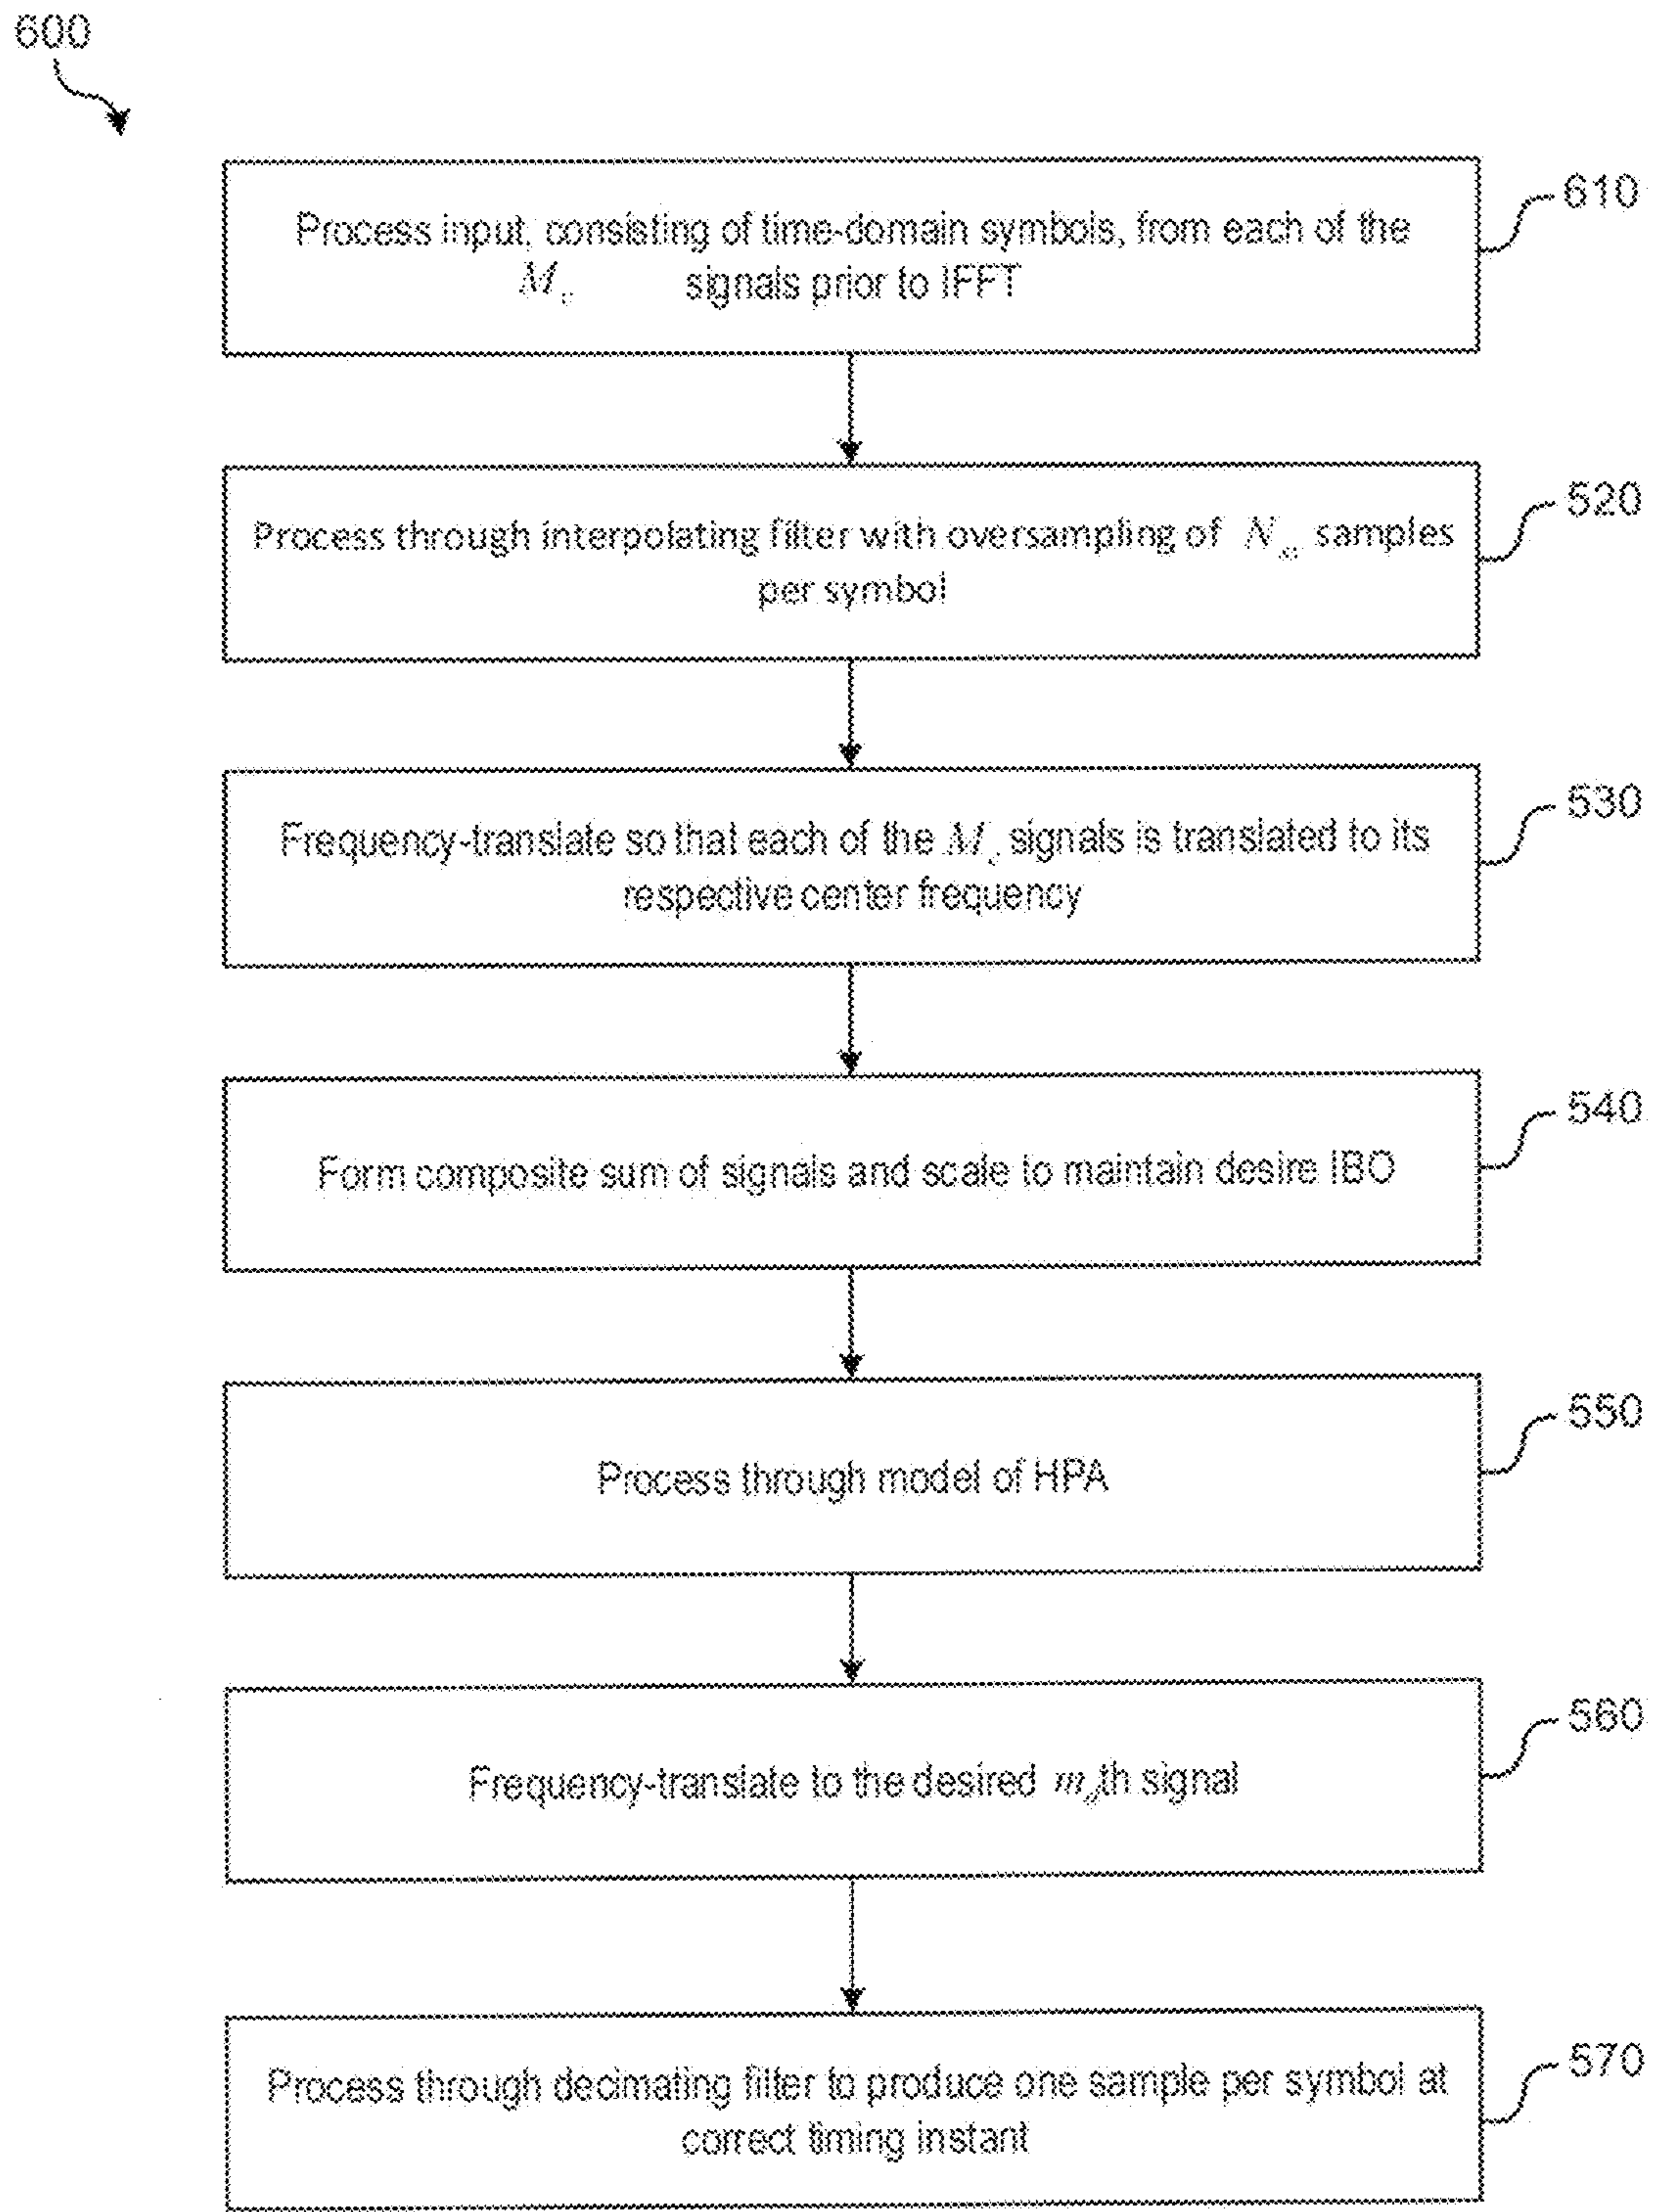 600
610
Process input, consisting of time-domain symbols, from each of the
M_c signals prior to IFFT
520
Process through interpolating filter with oversampling of N_ss samples
per symbol
530
Frequency-translate so that each of the M_c signals is translated to its
respective center frequency
540
Form composite sum of signals and scale to maintain desire IBO
550
Process through model of HPA
560
Frequency-translate to the desired m_dth signal
570
Process through decimating filter to produce one sample per symbol at
correct timing instant